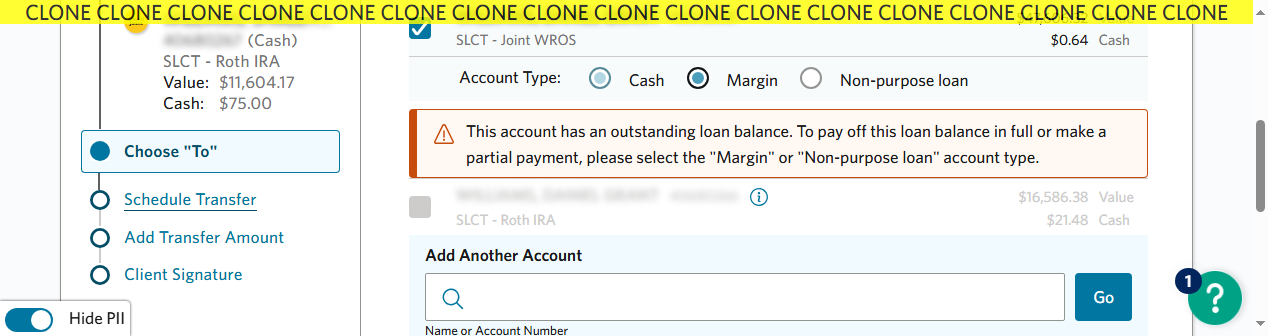 CLONE CLONE CLONE CLONE CLONE CLONE CLONE CLONE CLONE CLONE CLONE CLONE CLONE CLONE CLONE CLONE CLONE
(Cash)
SLCT - Roth IRA
Value: $11,604.17
Cash: $75.00
Choose "To"
Schedule Transfer
Add Transfer Amount
Client Signature
Hide PII
SLCT - Joint WROS
$0.64 Cash
Account Type: Cash Margin Non-purpose loan
This account has an outstanding loan balance. To pay off this loan balance in full or make a
partial payment, please select the "Margin" or "Non-purpose loan" account type.
$16,586.38 Value
SLCT - Roth IRA
$21.48 Cash
Add Another Account
Go
Name or Account Number
1
?